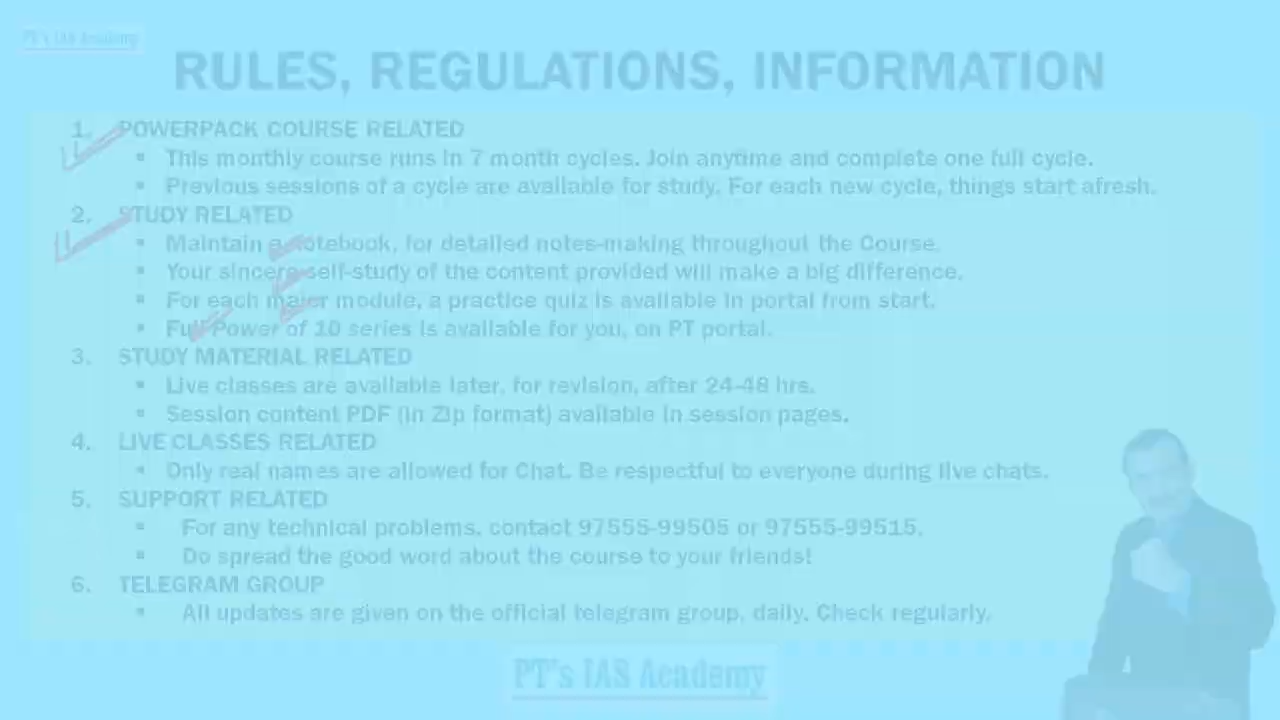 PT's IAS Academy
RULES, REGULATIONS, INFORMATION
1. POWERPACK COURSE RELATED
▪ This monthly course runs in 7 month cycles. Join anytime and complete one full cycle.
▪ Previous sessions of a cycle are available for study. For each new cycle, things start afresh.
2. STUDY RELATED
▪ Maintain a notebook, for detailed notes-making throughout the Course.
▪ Your sincere self-study of the content provided will make a big difference.
▪ For each major module, a practice quiz is available in portal from start.
▪ Full Power of 10 series is available for you, on PT portal.
3. STUDY MATERIAL RELATED
▪ Live classes are available later, for revision, after 24-48 hrs.
▪ Session content PDF (in Zip format) available in session pages.
4. LIVE CLASSES RELATED
▪ Only real names are allowed for Chat. Be respectful to everyone during live chats.
5. SUPPORT RELATED
▪ For any technical problems, contact 97555-99505 or 97555-99515.
▪ Do spread the good word about the course to your friends!
6. TELEGRAM GROUP
▪ All updates are given on the official telegram group, daily. Check regularly.
PT's IAS Academy